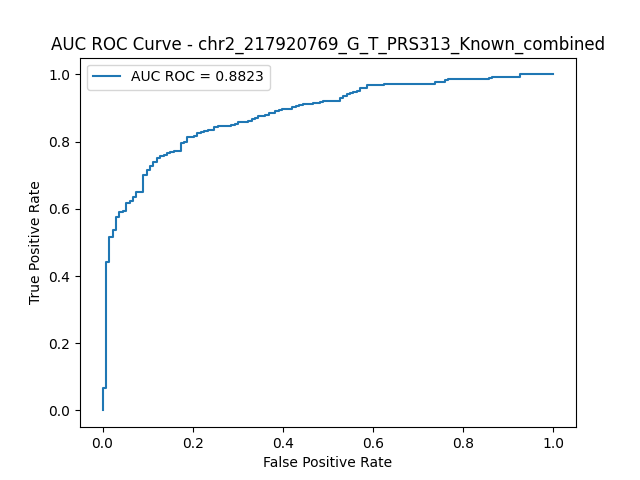 AUC ROC Curve - chr2_217920769_G_T_PRS313_Known_combined
AUC ROC = 0.8823
True Positive Rate
1.0
0.8
0.6
0.4
0.2
0.0
0.0 0.2 0.4 0.6 0.8 1.0
False Positive Rate